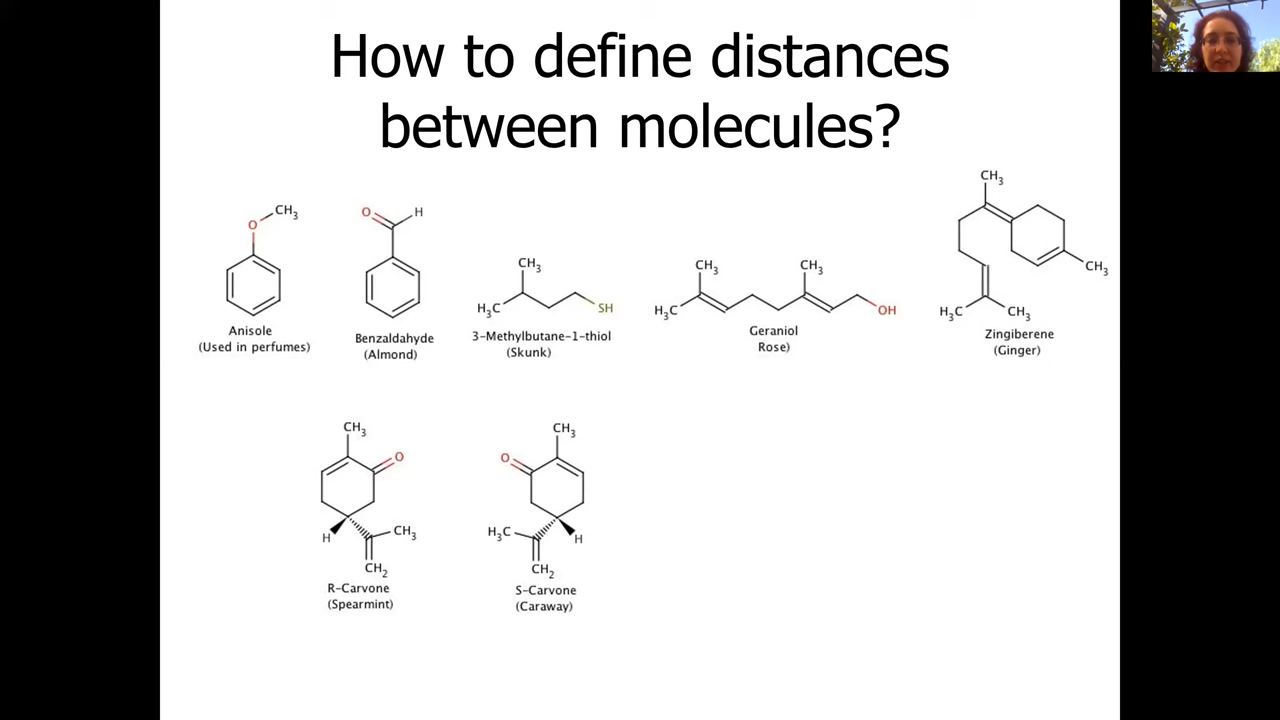 How to define distances
between molecules?
O
CH3
Anisole
(Used in perfumes)
O
H
Benzaldahyde
(Almond)
CH3
H3C
SH
3-Methylbutane-1-thiol
(Skunk)
CH3
CH3
H3C
OH
Geraniol
Rose)
CH3
CH3
H3C
CH3
Zingiberene
(Ginger)
CH3
O
H
CH3
CH2
R-Carvone
(Spearmint)
CH3
O
H3C
H
CH2
S-Carvone
(Caraway)